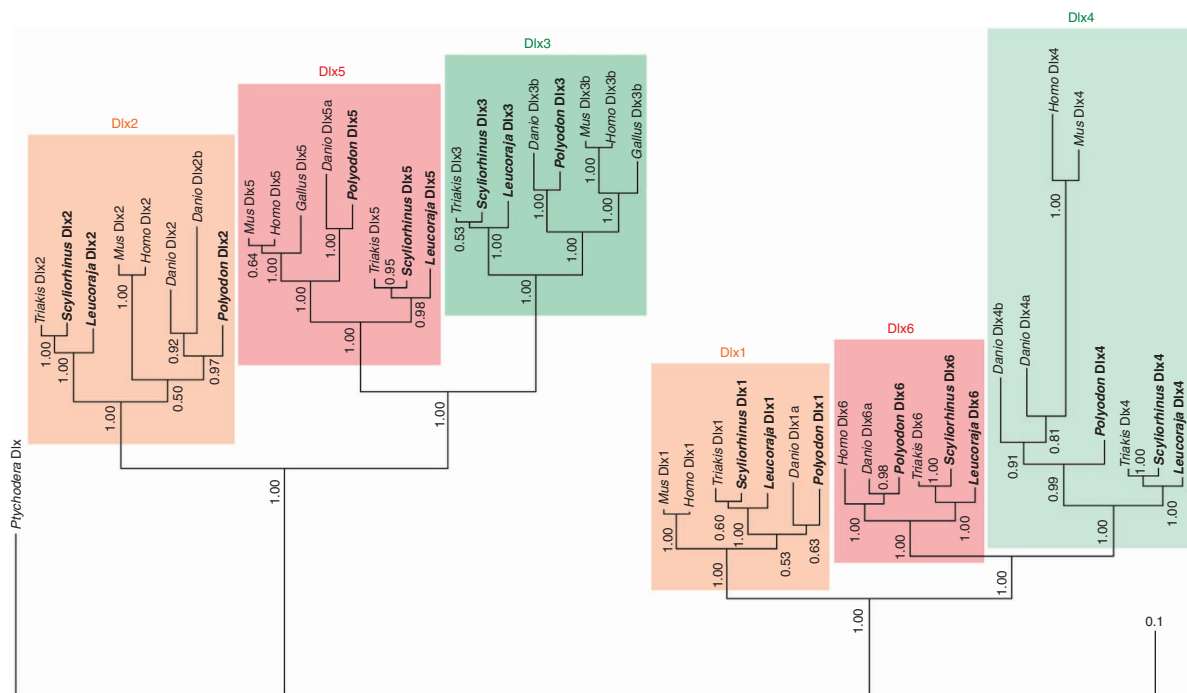 Dlx2
Dlx5
Dlx3
Dlx1
Dlx6
Dlx4
Ptychodera Dlx
Triakis Dlx2
Scyliorhinus Dlx2
Leucoraja Dlx2
Mus Dlx2
Homo Dlx2
Danio Dlx2
Danio Dlx2b
Polyodon Dlx2
1.00
1.00
1.00
0.92
0.97
0.50
1.00
Mus Dlx5
Homo Dlx5
Gallus Dlx5
Danio Dlx5a
Polyodon Dlx5
Triakis Dlx5
Scyliorhinus Dlx5
Leucoraja Dlx5
0.64
1.00
1.00
1.00
0.95
0.98
1.00
Triakis Dlx3
Scyliorhinus Dlx3
Leucoraja Dlx3
Danio Dlx3b
Polyodon Dlx3
Mus Dlx3b
Homo Dlx3b
Gallus Dlx3b
0.53
1.00
1.00
1.00
1.00
1.00
1.00
1.00
1.00
Mus Dlx1
Homo Dlx1
Triakis Dlx1
Scyliorhinus Dlx1
Leucoraja Dlx1
Danio Dlx1a
Polyodon Dlx1
1.00
0.60
1.00
0.53
0.63
1.00
Homo Dlx6
Danio Dlx6a
Polyodon Dlx6
Triakis Dlx6
Scyliorhinus Dlx6
Leucoraja Dlx6
1.00
0.98
1.00
1.00
1.00
Danio Dlx4b
Danio Dlx4a
Homo Dlx4
Mus Dlx4
Polyodon Dlx4
Triakis Dlx4
Scyliorhinus Dlx4
Leucoraja Dlx4
1.00
0.91
0.81
0.99
1.00
1.00
1.00
1.00
1.00
0.1